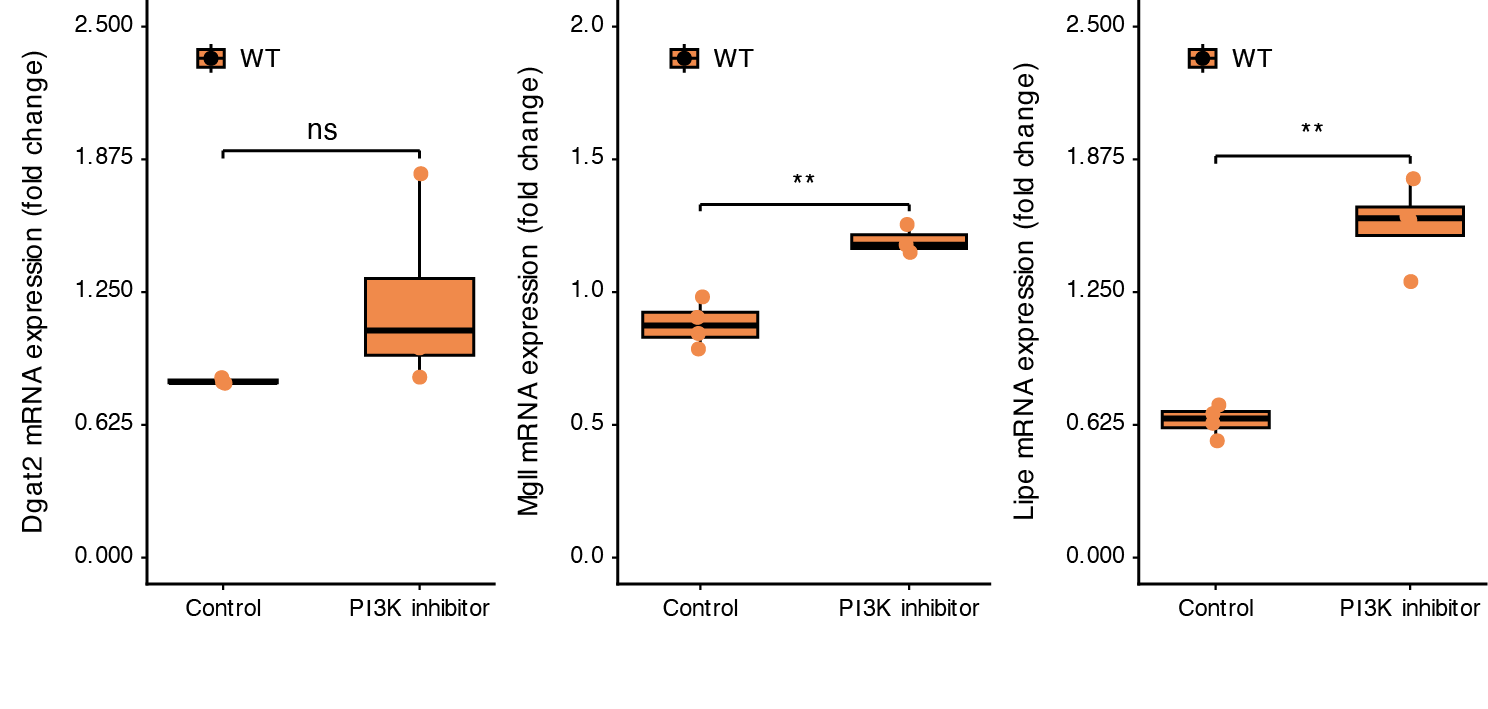 Dgat2 mRNA expression (fold change)
2.500
1.875
1.250
0.625
0.000
WT
ns
Control
PI3K inhibitor
Mgll mRNA expression (fold change)
2.0
1.5
1.0
0.5
0.0
WT
**
Control
PI3K inhibitor
Lipe mRNA expression (fold change)
2.500
1.875
1.250
0.625
0.000
WT
**
Control
PI3K inhibitor